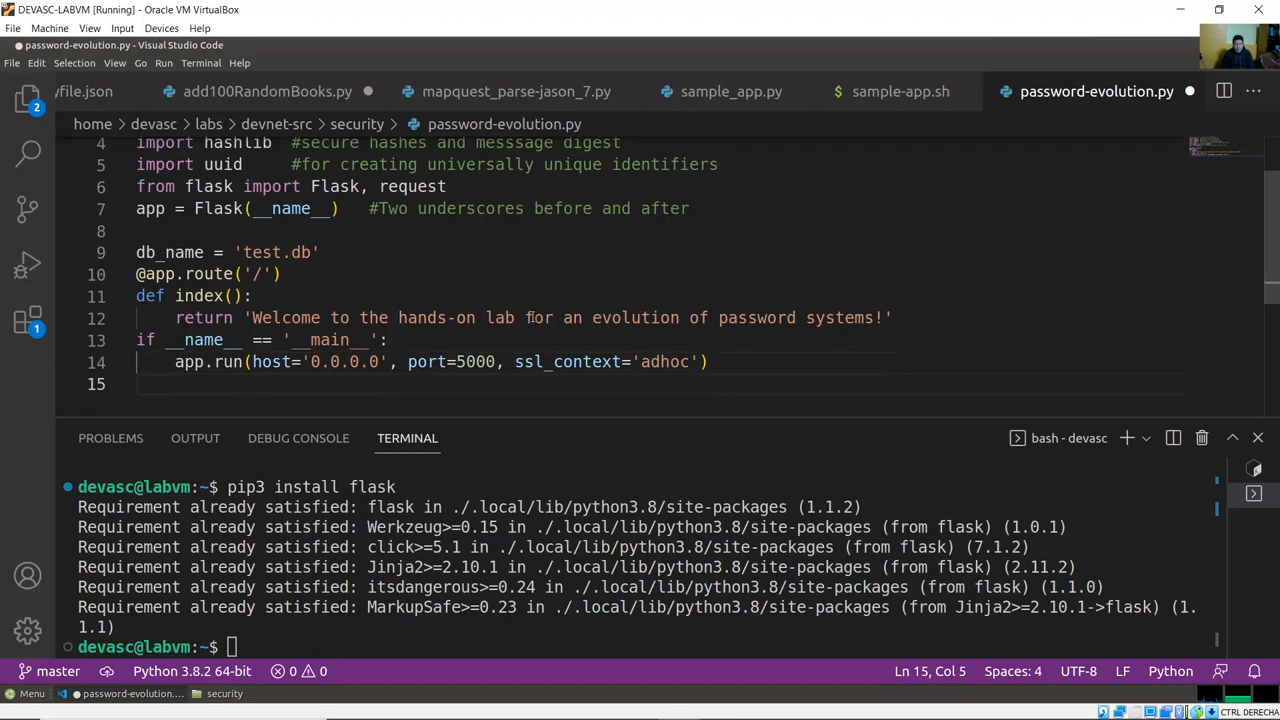 DEVASC-LABVM [Running] - Oracle VM VirtualBox
File Machine View Input Devices Help
password-evolution.py - Visual Studio Code
File Edit Selection View Go Run Terminal Help
yfile.json add100RandomBooks.py mapquest_parse-jason_7.py sample_app.py $ sample-app.sh password-evolution.py
home > devasc > labs > devnet-src > security > password-evolution.py
4 import hashlib #secure hashes and messsage digest
5 import uuid #for creating universally unique identifiers
6 from flask import Flask, request
7 app = Flask(__name__) #Two underscores before and after
8
9 db_name = 'test.db'
10 @app.route('/')
11 def index():
12 return 'Welcome to the hands-on lab for an evolution of password systems!'
13 if __name__ == '__main__':
14 app.run(host='0.0.0.0', port=5000, ssl_context='adhoc')
15
2
1
PROBLEMS OUTPUT DEBUG CONSOLE TERMINAL bash - devasc
devasc@labvm:~$ pip3 install flask
Requirement already satisfied: flask in ./.local/lib/python3.8/site-packages (1.1.2)
Requirement already satisfied: Werkzeug>=0.15 in ./.local/lib/python3.8/site-packages (from flask) (1.0.1)
Requirement already satisfied: click>=5.1 in ./.local/lib/python3.8/site-packages (from flask) (7.1.2)
Requirement already satisfied: Jinja2>=2.10.1 in ./.local/lib/python3.8/site-packages (from flask) (2.11.2)
Requirement already satisfied: itsdangerous>=0.24 in ./.local/lib/python3.8/site-packages (from flask) (1.1.0)
Requirement already satisfied: MarkupSafe>=0.23 in ./.local/lib/python3.8/site-packages (from Jinja2>=2.10.1->flask) (1.
1.1)
devasc@labvm:~$
master Python 3.8.2 64-bit 0 0 Ln 15, Col 5 Spaces: 4 UTF-8 LF Python
Menu password-evolution.... security
CTRL DERECHA